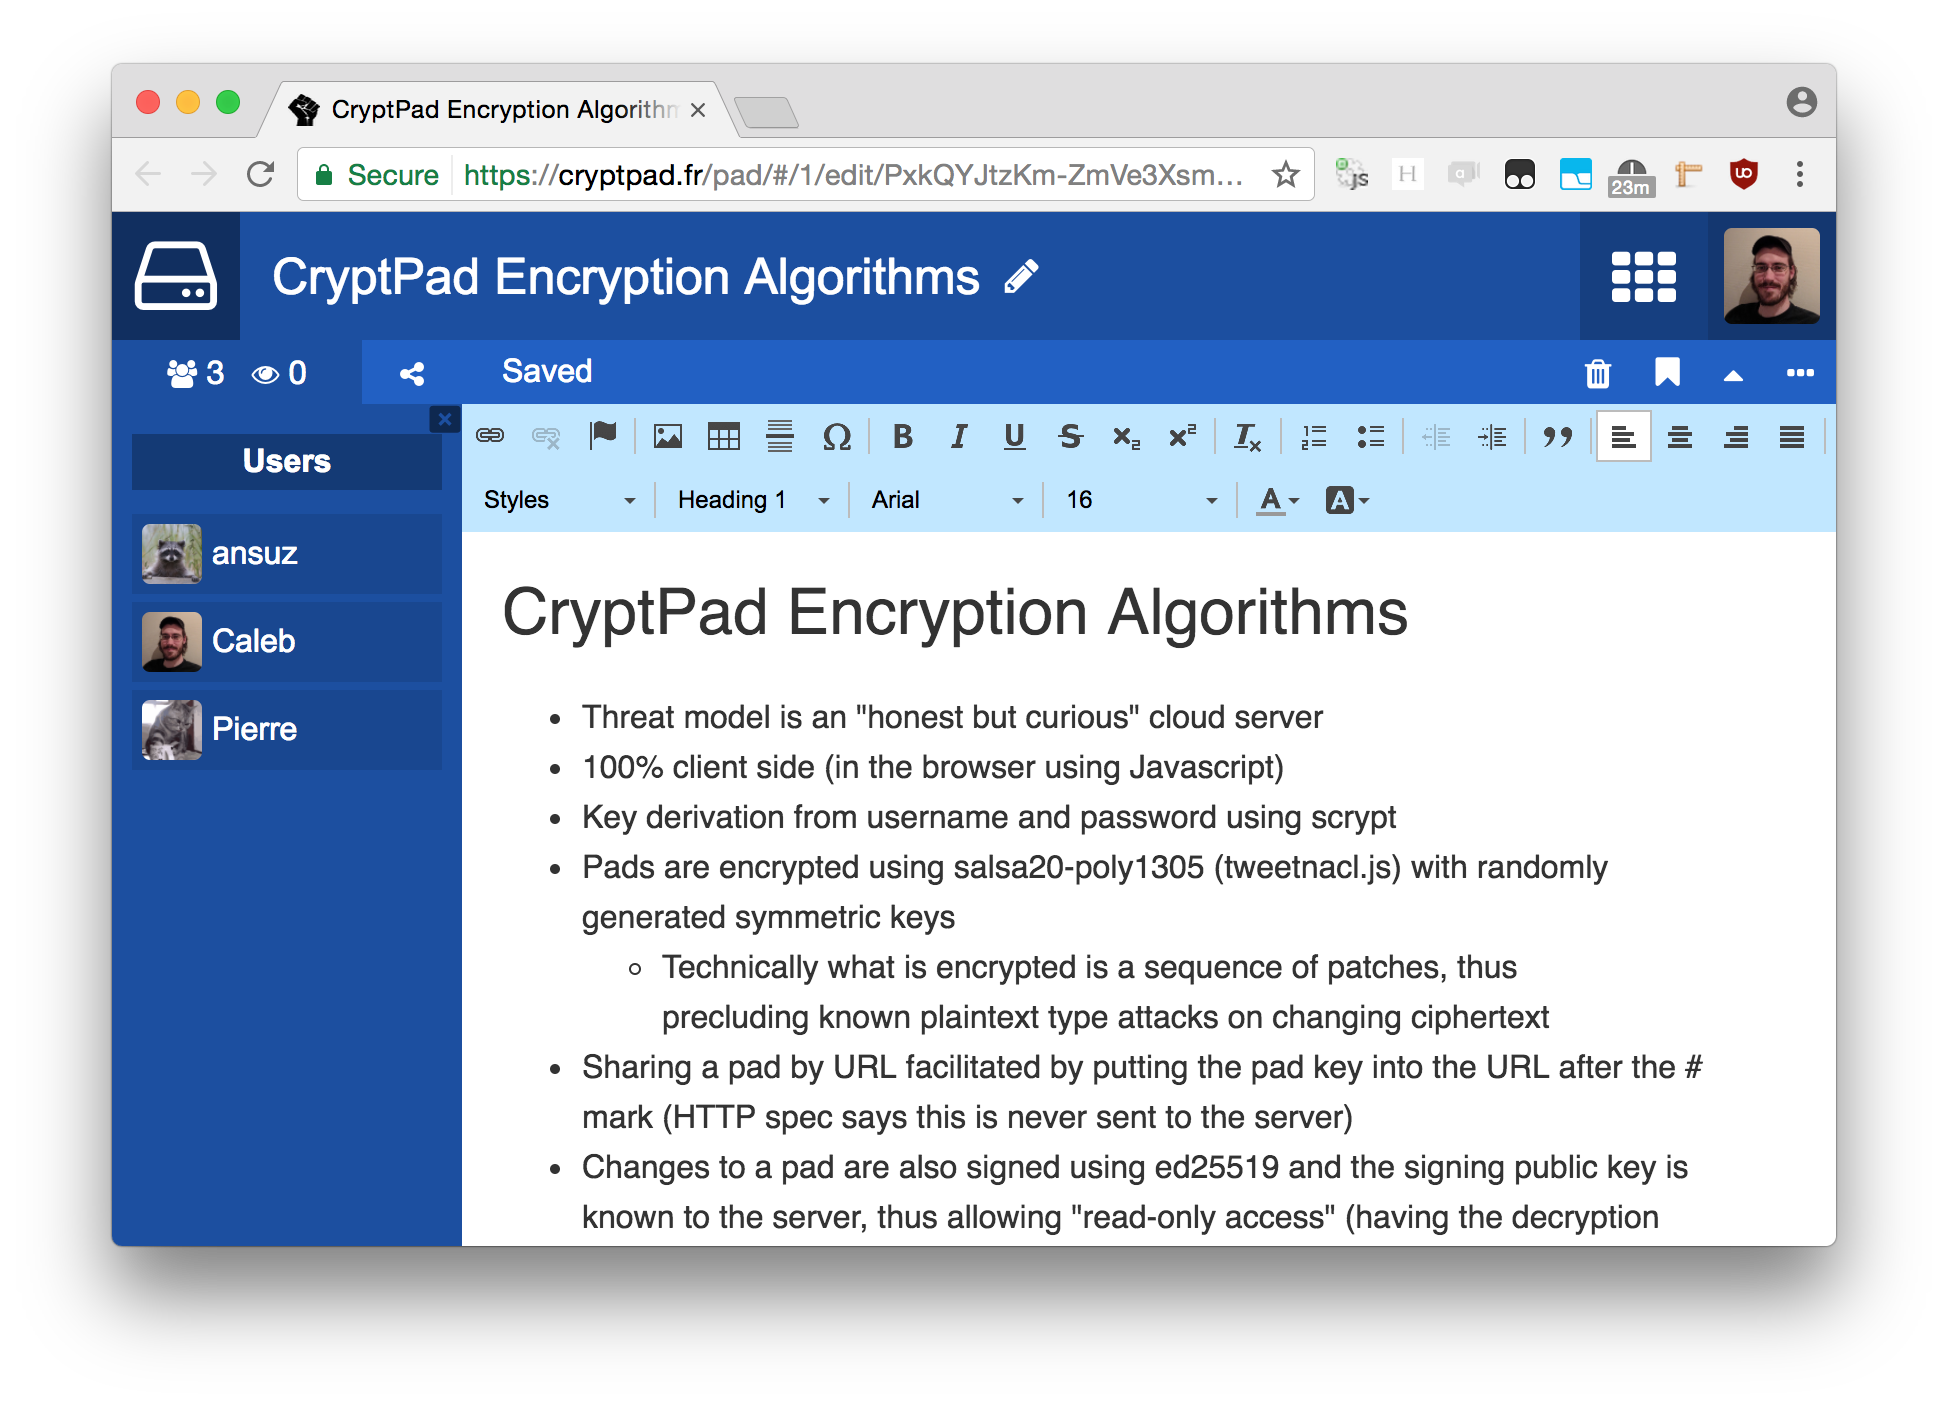 CryptPad Encryption Algorithm
Secure https://cryptpad.fr/pad/#/1/edit/PxkQYJtzKm-ZmVe3Xsm...
js H a 23m
CryptPad Encryption Algorithms
3 0 Saved
Users
ansuz
Caleb
Pierre
Ω B I U S x₂ x² Tx
Styles Heading 1 Arial 16 A A
CryptPad Encryption Algorithms
• Threat model is an "honest but curious" cloud server
• 100% client side (in the browser using Javascript)
• Key derivation from username and password using scrypt
• Pads are encrypted using salsa20-poly1305 (tweetnacl.js) with randomly
generated symmetric keys
◦ Technically what is encrypted is a sequence of patches, thus
precluding known plaintext type attacks on changing ciphertext
• Sharing a pad by URL facilitated by putting the pad key into the URL after the #
mark (HTTP spec says this is never sent to the server)
• Changes to a pad are also signed using ed25519 and the signing public key is
known to the server, thus allowing "read-only access" (having the decryption